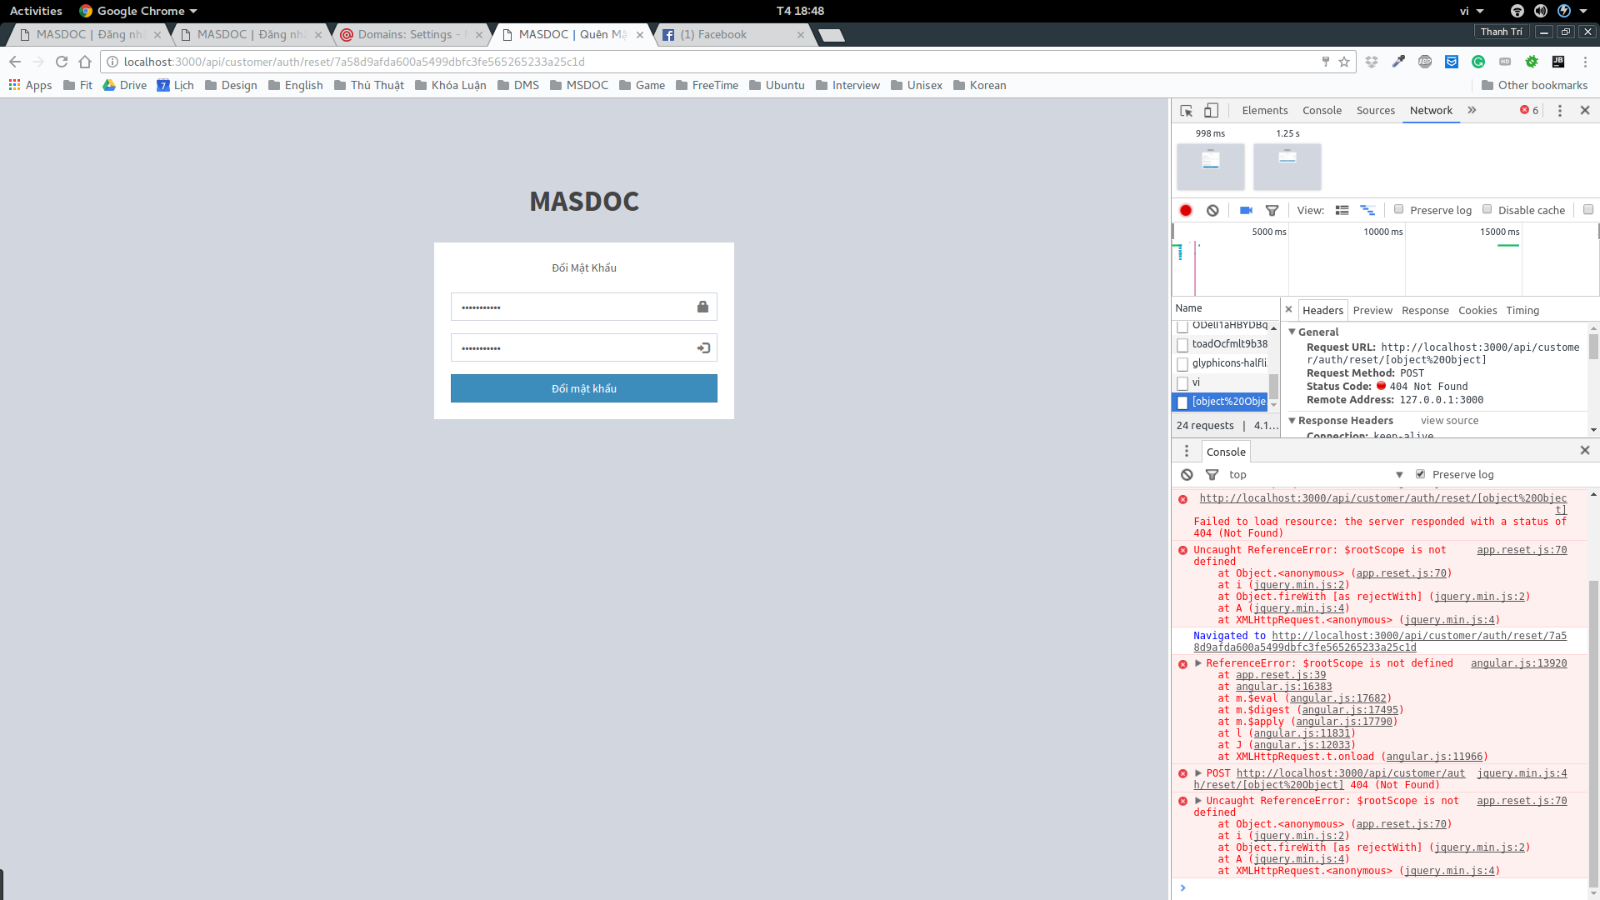 Activities Google Chrome T4 18:48 vi
MASDOC | Đăng nhậ MASDOC | Đăng nhậ Domains: Settings - MASDOC | Quên Mậ (1) Facebook Thanh Trí
localhost:3000/api/customer/auth/reset/7a58d9afda600a5499dbfc3fe565265233a25c1d
Apps Fit Drive Lịch Design English Thủ Thuật Khóa Luận DMS MSDOC Game FreeTime Ubuntu Interview Unisex Korean Other bookmarks
MASDOC
Đổi Mật Khẩu
•••••••••••
•••••••••••
Đổi mật khẩu
Elements Console Sources Network 6
998 ms 1.25 s
View: Preserve log Disable cache
5000 ms 10000 ms 15000 ms
Name
ODelI1aHBYDBq
toadOcfmlt9b38
glyphicons-halfli
vi
[object%20Obje
24 requests | 4.1...
Headers Preview Response Cookies Timing
General
Request URL: http://localhost:3000/api/custome
r/auth/reset/[object%20Object]
Request Method: POST
Status Code: 404 Not Found
Remote Address: 127.0.0.1:3000
Response Headers view source
Connection: keep-alive
Console
top Preserve log
http://localhost:3000/api/customer/auth/reset/[object%20Objec
t]
Failed to load resource: the server responded with a status of
404 (Not Found)
Uncaught ReferenceError: $rootScope is not app.reset.js:70
defined
at Object.<anonymous> (app.reset.js:70)
at i (jquery.min.js:2)
at Object.fireWith [as rejectWith] (jquery.min.js:2)
at A (jquery.min.js:4)
at XMLHttpRequest.<anonymous> (jquery.min.js:4)
Navigated to http://localhost:3000/api/customer/auth/reset/7a5
8d9afda600a5499dbfc3fe565265233a25c1d
ReferenceError: $rootScope is not defined angular.js:13920
at app.reset.js:39
at angular.js:16383
at m.$eval (angular.js:17682)
at m.$digest (angular.js:17495)
at m.$apply (angular.js:17790)
at l (angular.js:11831)
at J (angular.js:12033)
at XMLHttpRequest.t.onload (angular.js:11966)
POST http://localhost:3000/api/customer/aut jquery.min.js:4
h/reset/[object%20Object] 404 (Not Found)
Uncaught ReferenceError: $rootScope is not app.reset.js:70
defined
at Object.<anonymous> (app.reset.js:70)
at i (jquery.min.js:2)
at Object.fireWith [as rejectWith] (jquery.min.js:2)
at A (jquery.min.js:4)
at XMLHttpRequest.<anonymous> (jquery.min.js:4)